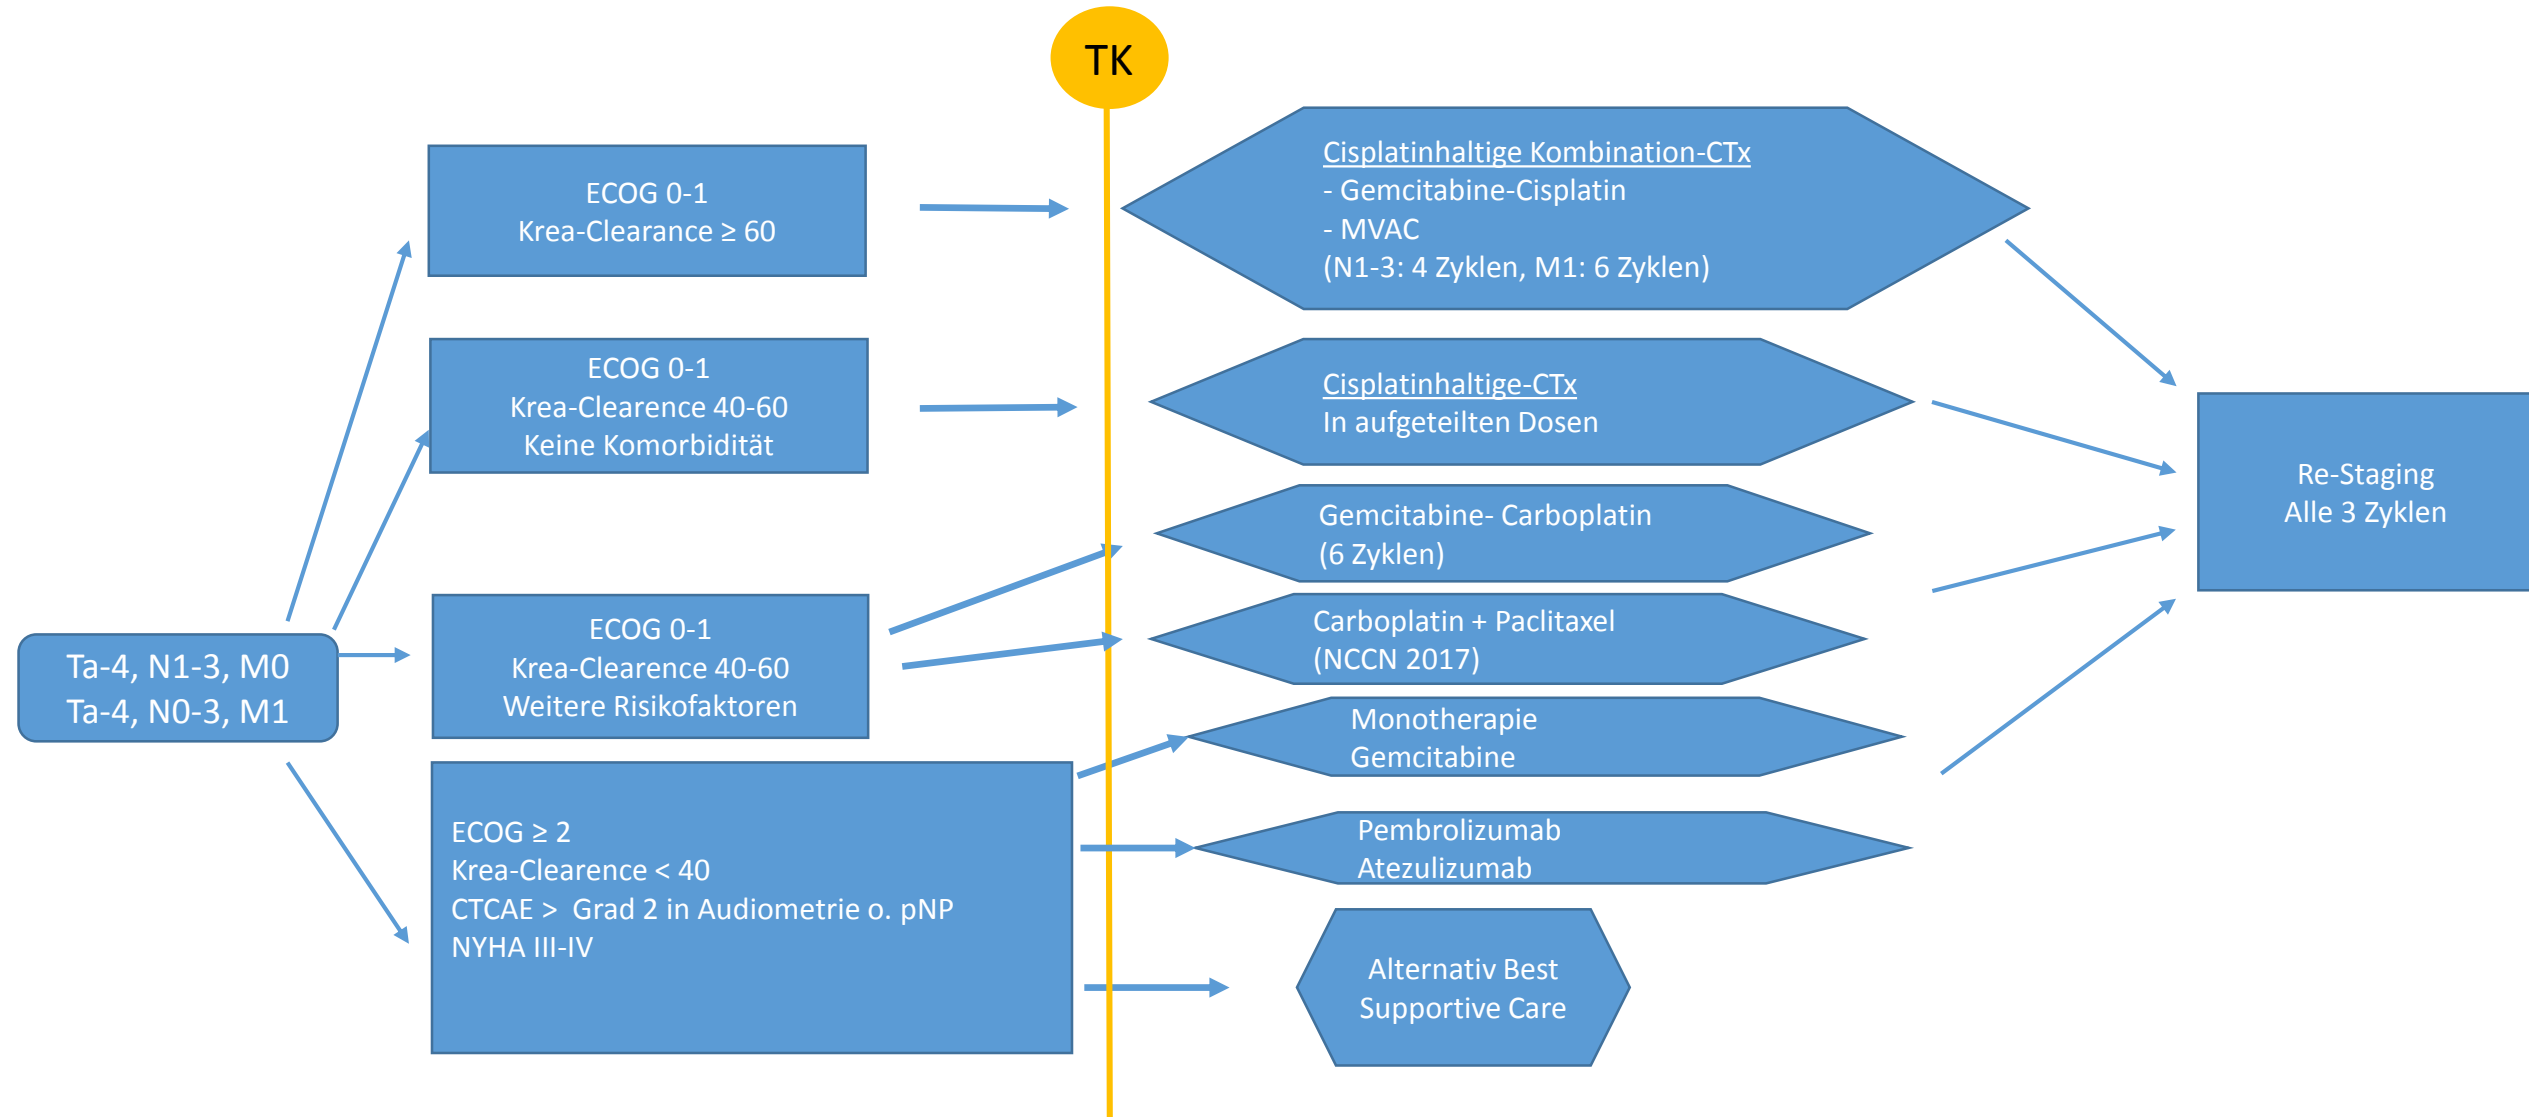 TK
Ta-4, N1-3, M0
Ta-4, N0-3, M1
ECOG 0-1
Krea-Clearance ≥ 60
ECOG 0-1
Krea-Clearence 40-60
Keine Komorbidität
ECOG 0-1
Krea-Clearence 40-60
Weitere Risikofaktoren
ECOG ≥ 2
Krea-Clearence < 40
CTCAE > Grad 2 in Audiometrie o. pNP
NYHA III-IV
Cisplatinhaltige Kombination-CTx
- Gemcitabine-Cisplatin
- MVAC
(N1-3: 4 Zyklen, M1: 6 Zyklen)
Cisplatinhaltige-CTx
In aufgeteilten Dosen
Gemcitabine- Carboplatin
(6 Zyklen)
Carboplatin + Paclitaxel
(NCCN 2017)
Monotherapie
Gemcitabine
Pembrolizumab
Atezulizumab
Alternativ Best
Supportive Care
Re-Staging
Alle 3 Zyklen